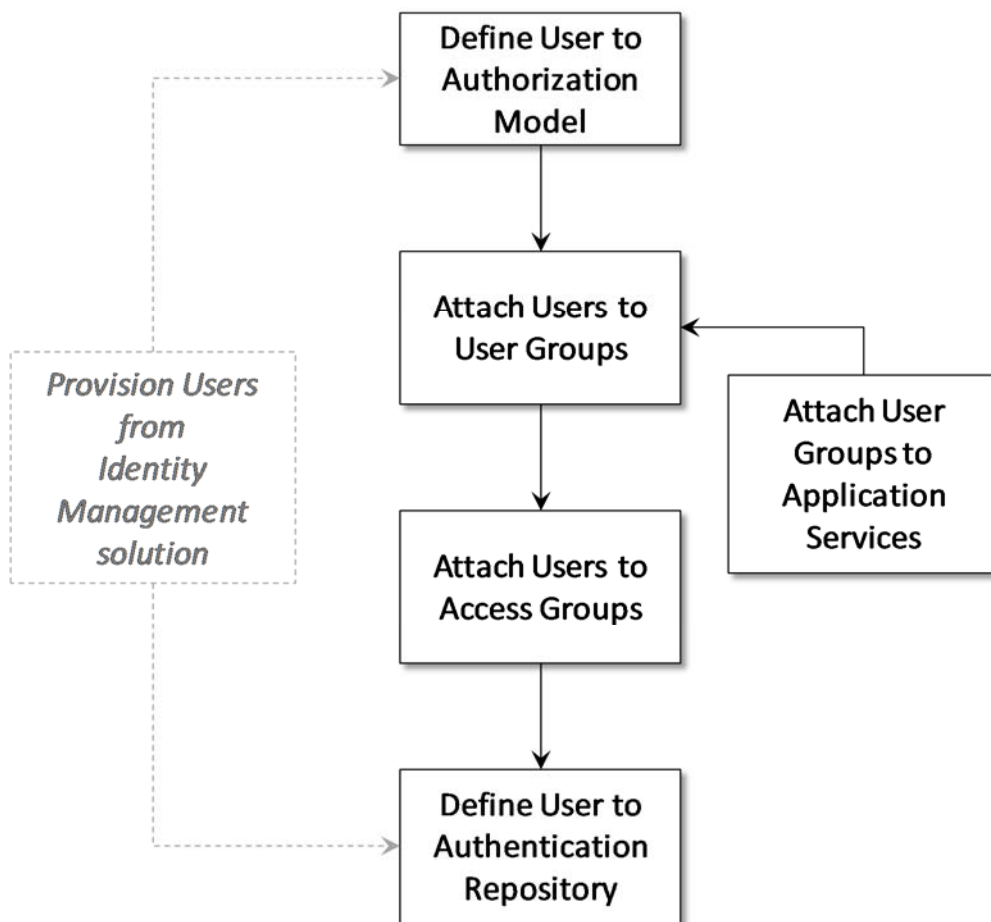 Define User to
Authorization
Model
Attach Users to
User Groups
Provision Users
from
Identity
Management
solution
Attach User
Groups to
Application
Services
Attach Users to
Access Groups
Define User to
Authentication
Repository